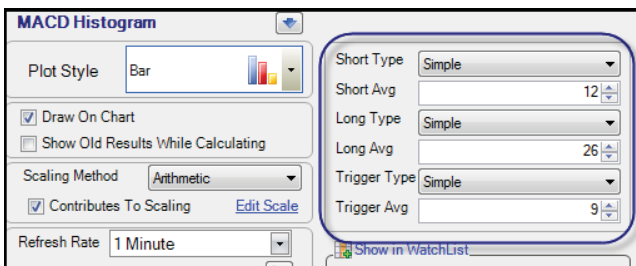 MACD Histogram
Plot Style Bar
Draw On Chart
Show Old Results While Calculating
Scaling Method Arithmetic
Contributes To Scaling Edit Scale
Refresh Rate 1 Minute
Short Type Simple
Short Avg 12
Long Type Simple
Long Avg 26
Trigger Type Simple
Trigger Avg 9
Show in WatchList